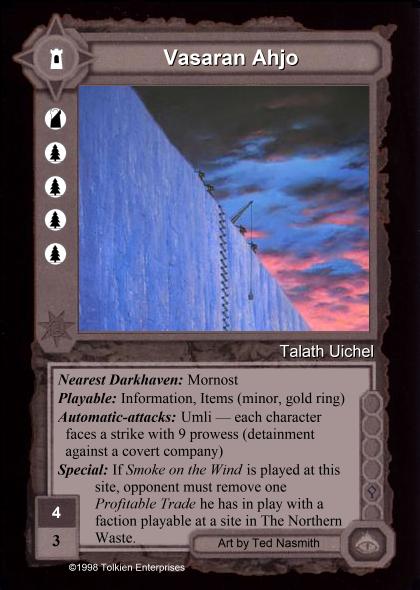 Vasaran Ahjo
Talath Uichel
Nearest Darkhaven: Mornost
Playable: Information, Items (minor, gold ring)
Automatic-attacks: Umli — each character
faces a strike with 9 prowess (detainment
against a covert company)
Special: If Smoke on the Wind is played at this
site, opponent must remove one
Profitable Trade he has in play with a
faction playable at a site in The Northern
Waste.
4
3
Art by Ted Nasmith
©1998 Tolkien Enterprises